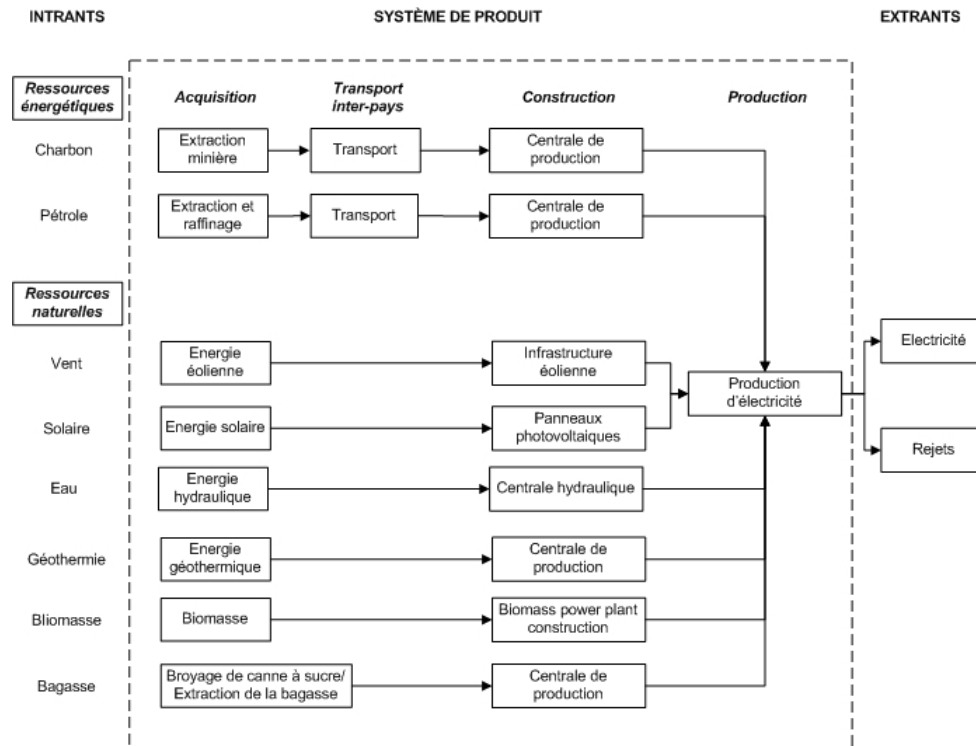 INTRANTS
SYSTÈME DE PRODUIT
EXTRANTS
Ressources
énergétiques
Acquisition
Transport
inter-pays
Construction
Production
Charbon
Extraction
minière
Transport
Centrale de
production
Pétrole
Extraction et
raffinage
Transport
Centrale de
production
Ressources
naturelles
Vent
Energie
éolienne
Infrastructure
éolienne
Electricité
Production
d'électricité
Solaire
Energie solaire
Panneaux
photovoltaiques
Rejets
Eau
Energie
hydraulique
Centrale hydraulique
Géothermie
Energie
géothermique
Centrale de
production
Bliomasse
Biomasse
Biomass power plant
construction
Bagasse
Broyage de canne à sucre/
Extraction de la bagasse
Centrale de
production